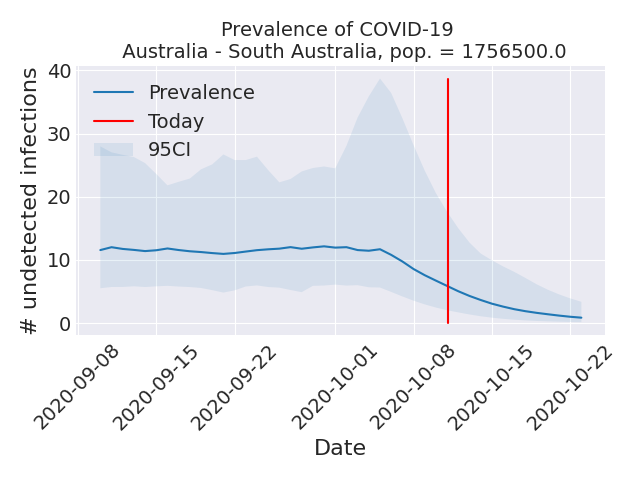 Prevalence of COVID-19
Australia - South Australia, pop. = 1756500.0
# undetected infections
40
30
20
10
0
Prevalence
Today
95CI
2020-09-08
2020-09-15
2020-09-22
2020-10-01
2020-10-08
2020-10-15
2020-10-22
Date